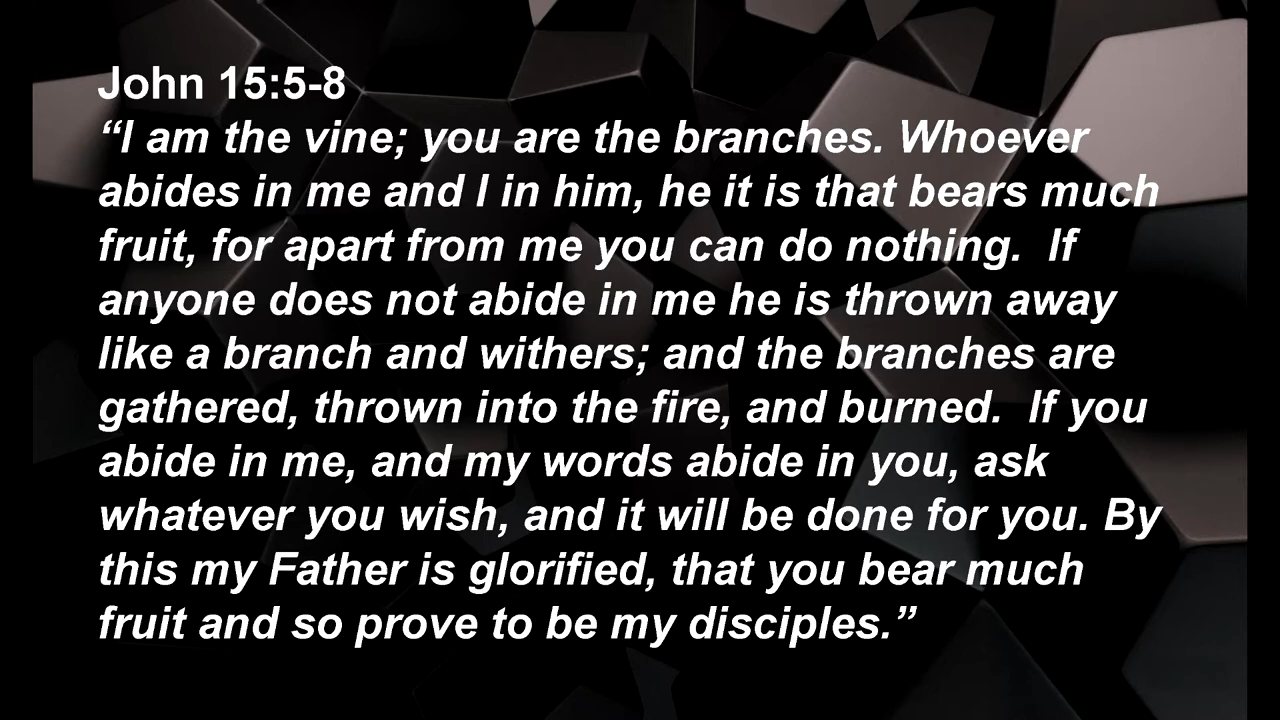 John 15:5-8
“I am the vine; you are the branches. Whoever
abides in me and I in him, he it is that bears much
fruit, for apart from me you can do nothing.  If
anyone does not abide in me he is thrown away
like a branch and withers; and the branches are
gathered, thrown into the fire, and burned.  If you
abide in me, and my words abide in you, ask
whatever you wish, and it will be done for you. By
this my Father is glorified, that you bear much
fruit and so prove to be my disciples.”